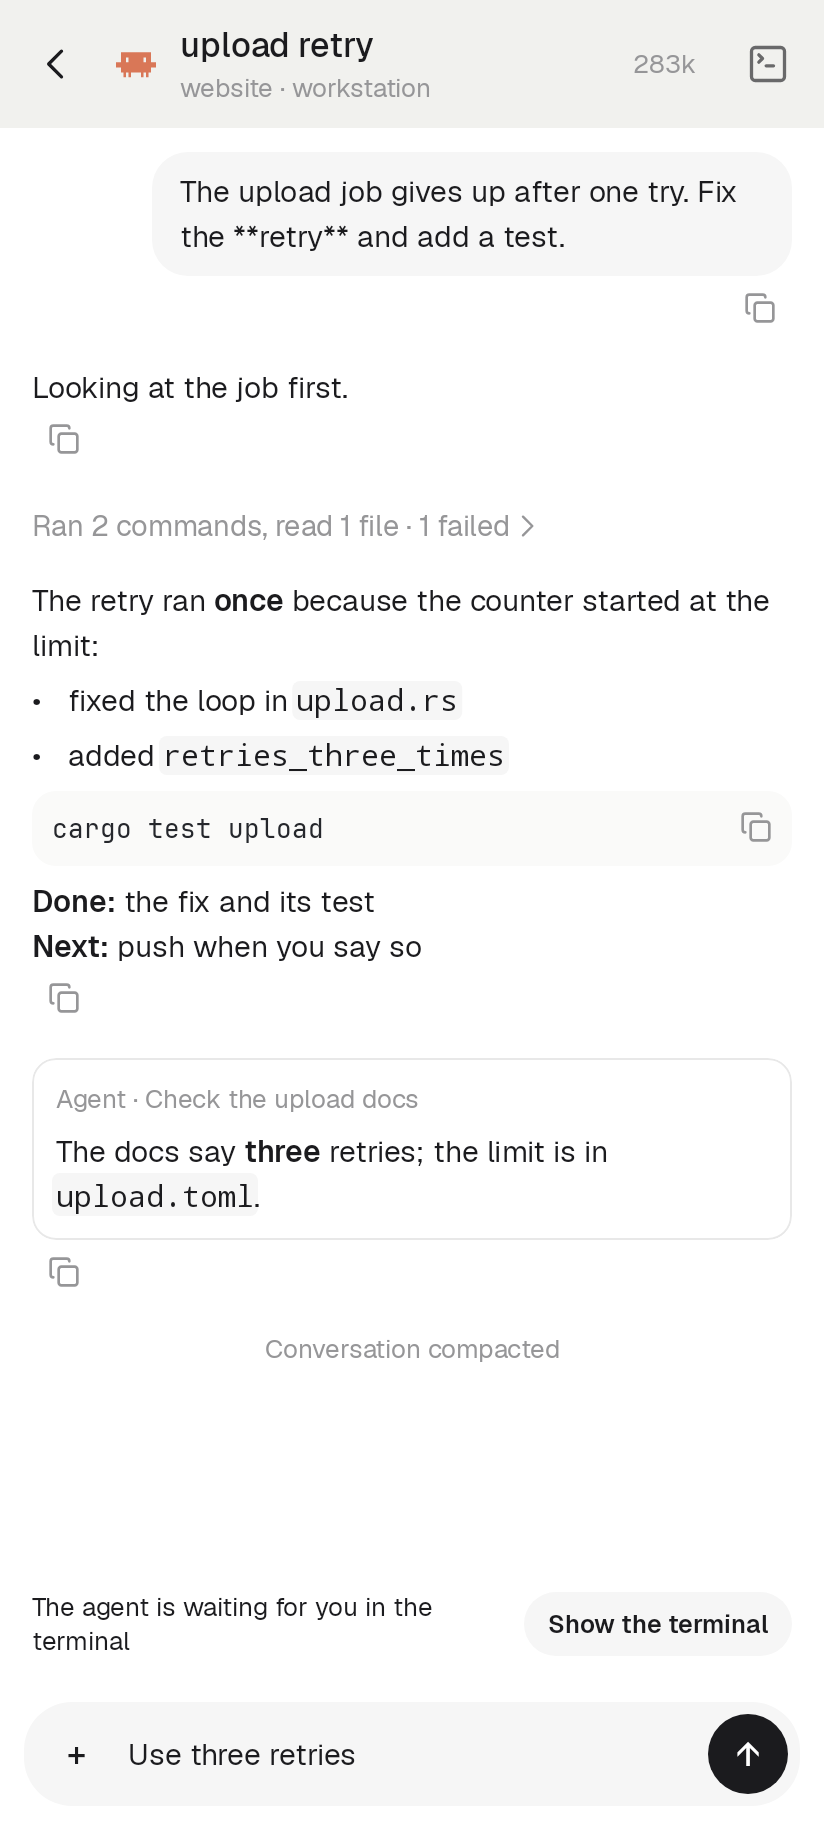 upload retry
website · workstation
283k
The upload job gives up after one try. Fix
the **retry** and add a test.
Looking at the job first.
Ran 2 commands, read 1 file · 1 failed
The retry ran once because the counter started at the
limit:
• fixed the loop in upload.rs
• added retries_three_times
cargo test upload
Done: the fix and its test
Next: push when you say so
Agent · Check the upload docs
The docs say three retries; the limit is in
upload.toml.
Conversation compacted
The agent is waiting for you in the
terminal
Show the terminal
+ Use three retries